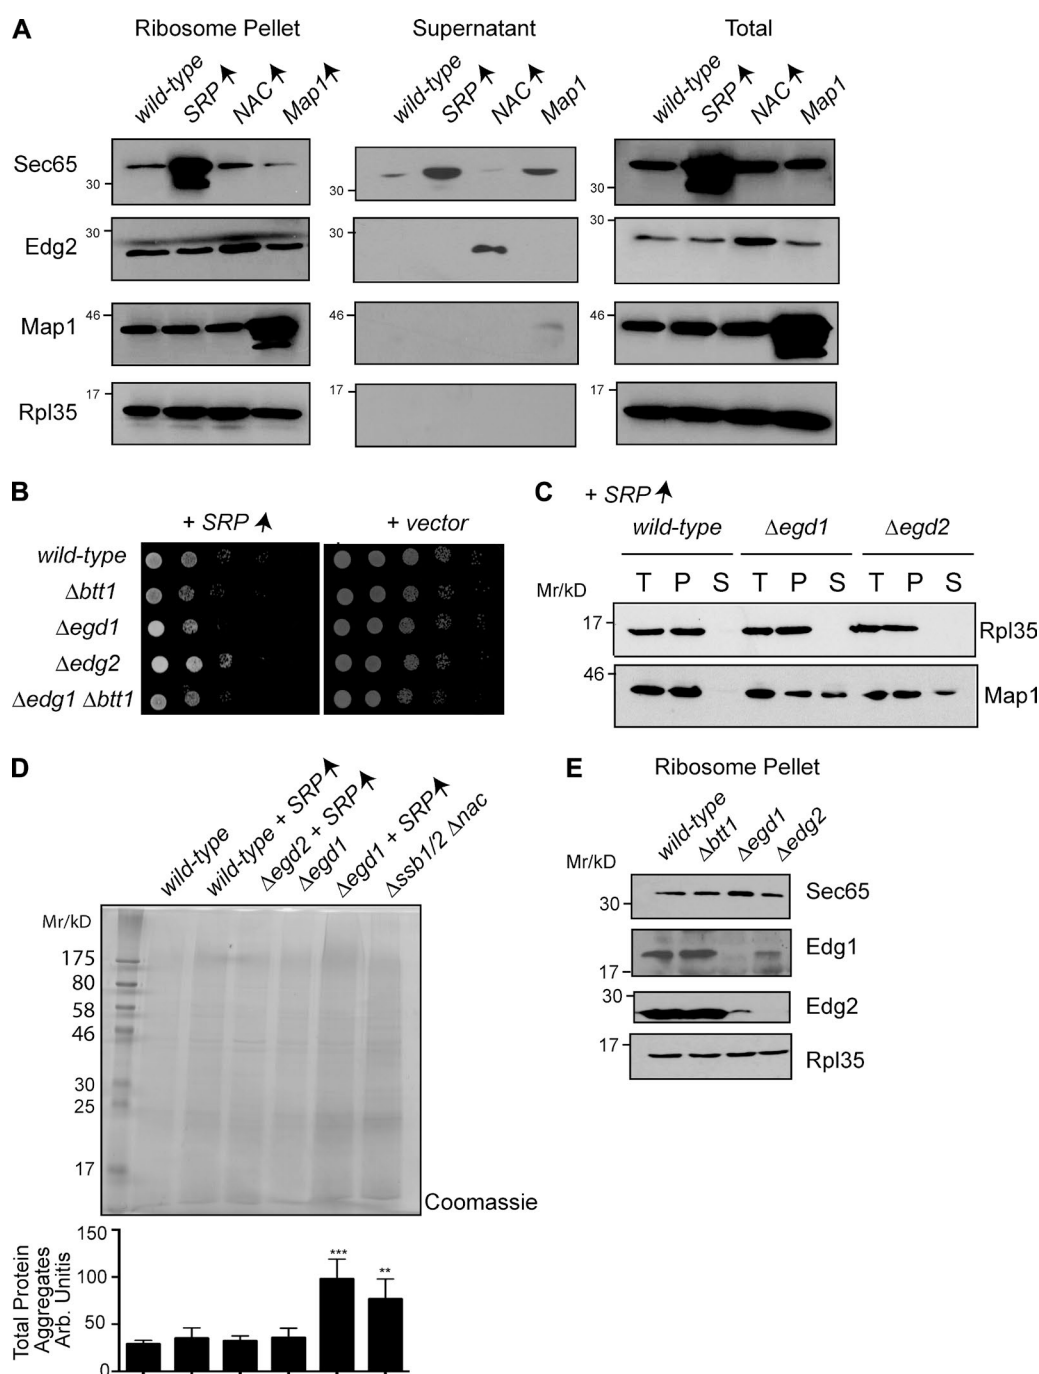 A
Ribosome Pellet Supernatant Total
wild-type SRP NAC Map1 wild-type SRP NAC Map1 wild-type SRP NAC Map1
Sec65
30 30 30
Edg2
30 30 30
Map1
46 46 46
Rpl35
17 17 17
B
+ SRP + vector
wild-type
Δbtt1
Δegd1
Δedg2
Δedg1 Δbtt1
C
+ SRP
wild-type Δegd1 Δegd2
Mr/kD T P S T P S T P S
17 Rpl35
46 Map1
D
wild-type wild-type + SRP Δegd2 + SRP Δegd1 Δegd1 + SRP Δssb1/2 Δnac
Mr/kD
175
80
58
46
30
25
17
Coomassie
Total Protein
Aggregates
Arb. Unitis
150
100
50
0
*** **
E
Ribosome Pellet
wild-type Δbtt1 Δegd1 Δedg2
Mr/kD
30 Sec65
Edg1
17
30 Edg2
17 Rpl35